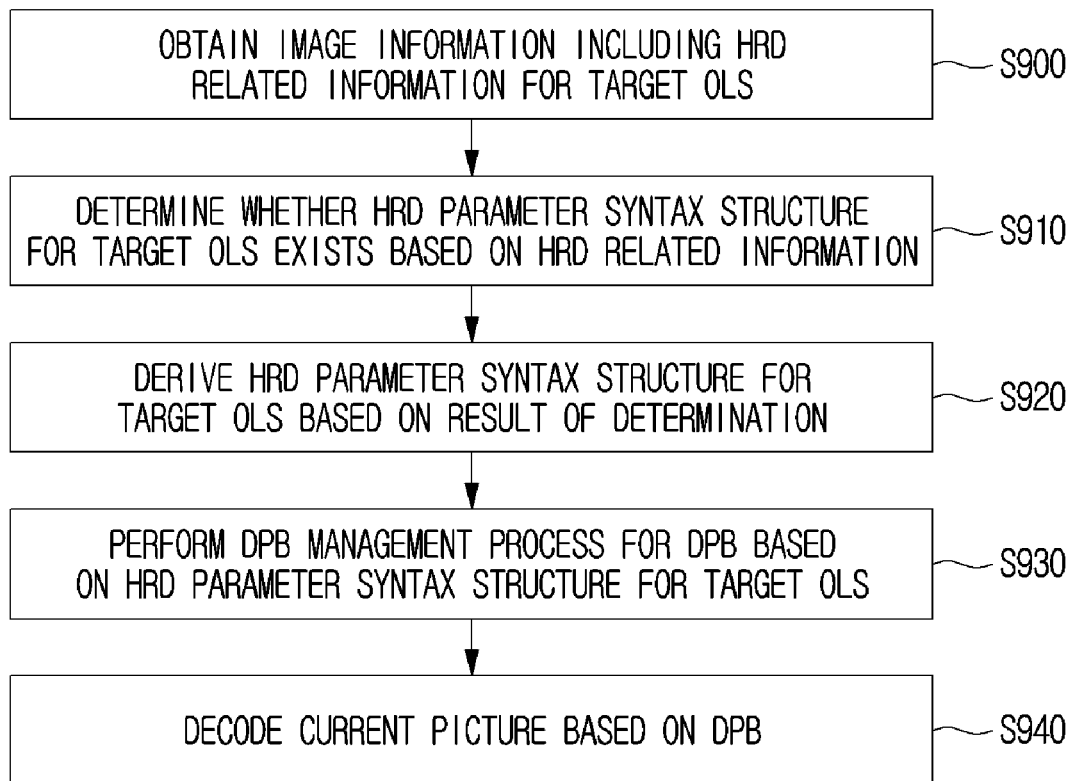 OBTAIN IMAGE INFORMATION INCLUDING HRD
RELATED INFORMATION FOR TARGET OLS
S900
DETERMINE WHETHER HRD PARAMETER SYNTAX STRUCTURE
FOR TARGET OLS EXISTS BASED ON HRD RELATED INFORMATION
S910
DERIVE HRD PARAMETER SYNTAX STRUCTURE FOR
TARGET OLS BASED ON RESULT OF DETERMINATION
S920
PERFORM DPB MANAGEMENT PROCESS FOR DPB BASED
ON HRD PARAMETER SYNTAX STRUCTURE FOR TARGET OLS
S930
DECODE CURRENT PICTURE BASED ON DPB
S940